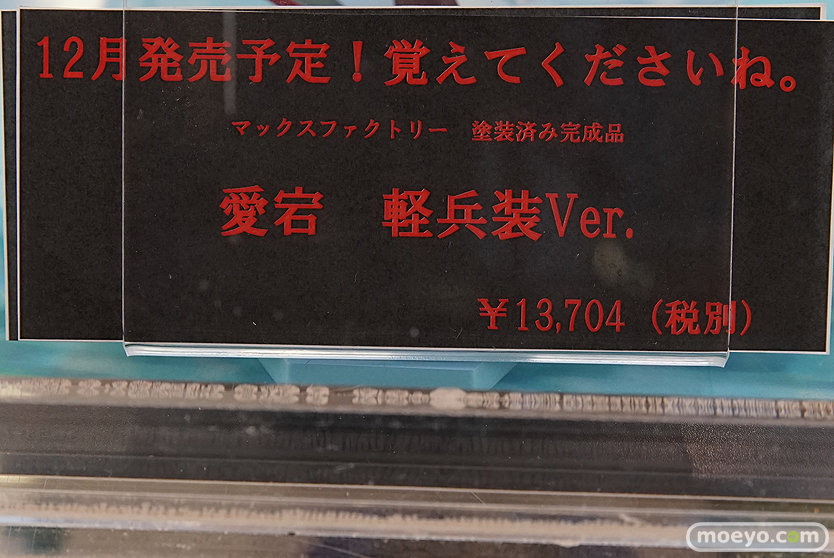 12月発売予定！覚えてくださいね。
マックスファクトリー　塗装済み完成品
愛宕　軽兵装Ver.
￥13,704（税別）
moeyo.com